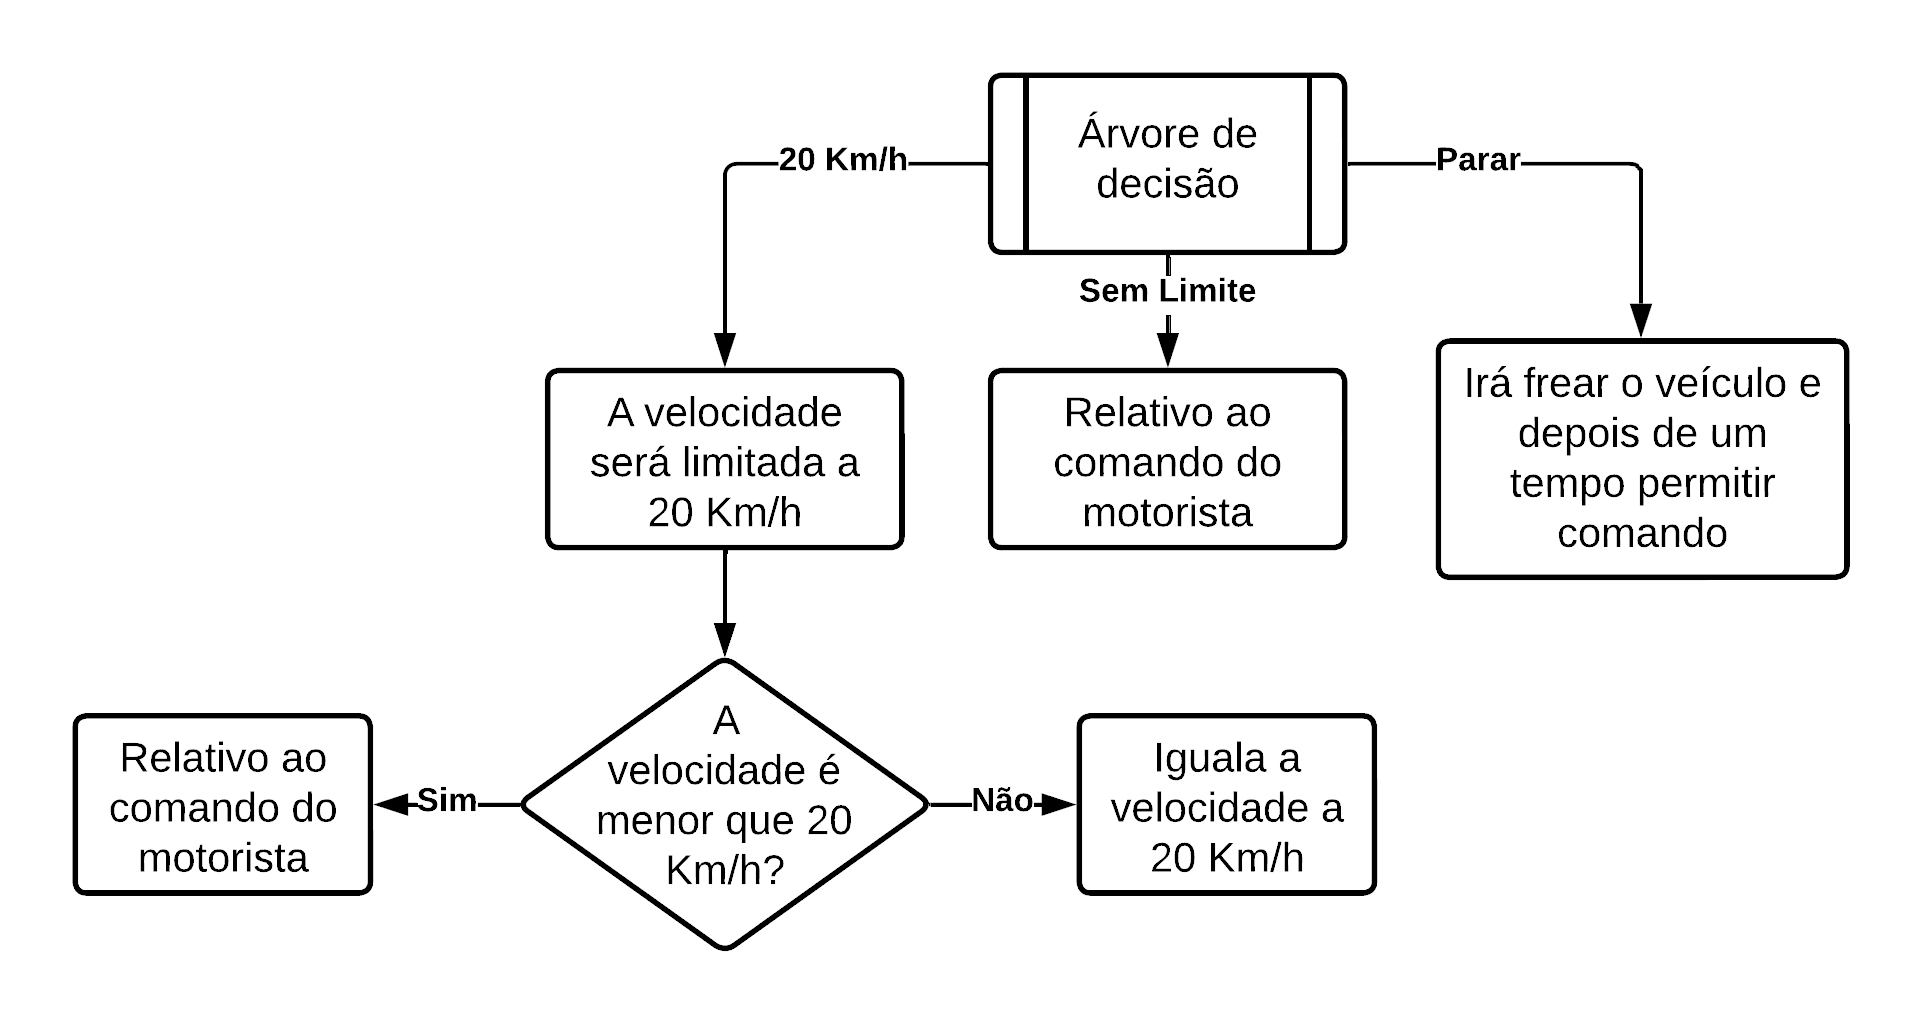 Árvore de
decisão
20 Km/h
Parar
Sem Limite
A velocidade
será limitada a
20 Km/h
Relativo ao
comando do
motorista
Irá frear o veículo e
depois de um
tempo permitir
comando
A
velocidade é
menor que 20
Km/h?
Sim
Não
Relativo ao
comando do
motorista
Iguala a
velocidade a
20 Km/h